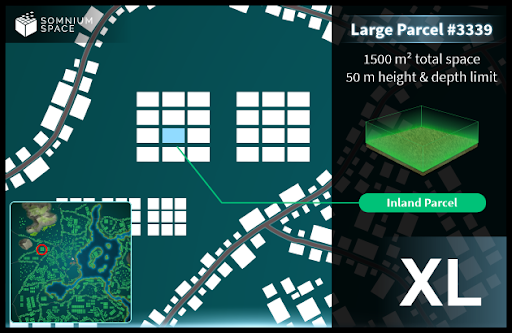 SOMNIUM
SPACE
Large Parcel #3339
1500 m² total space
50 m height & depth limit
Inland Parcel
XL